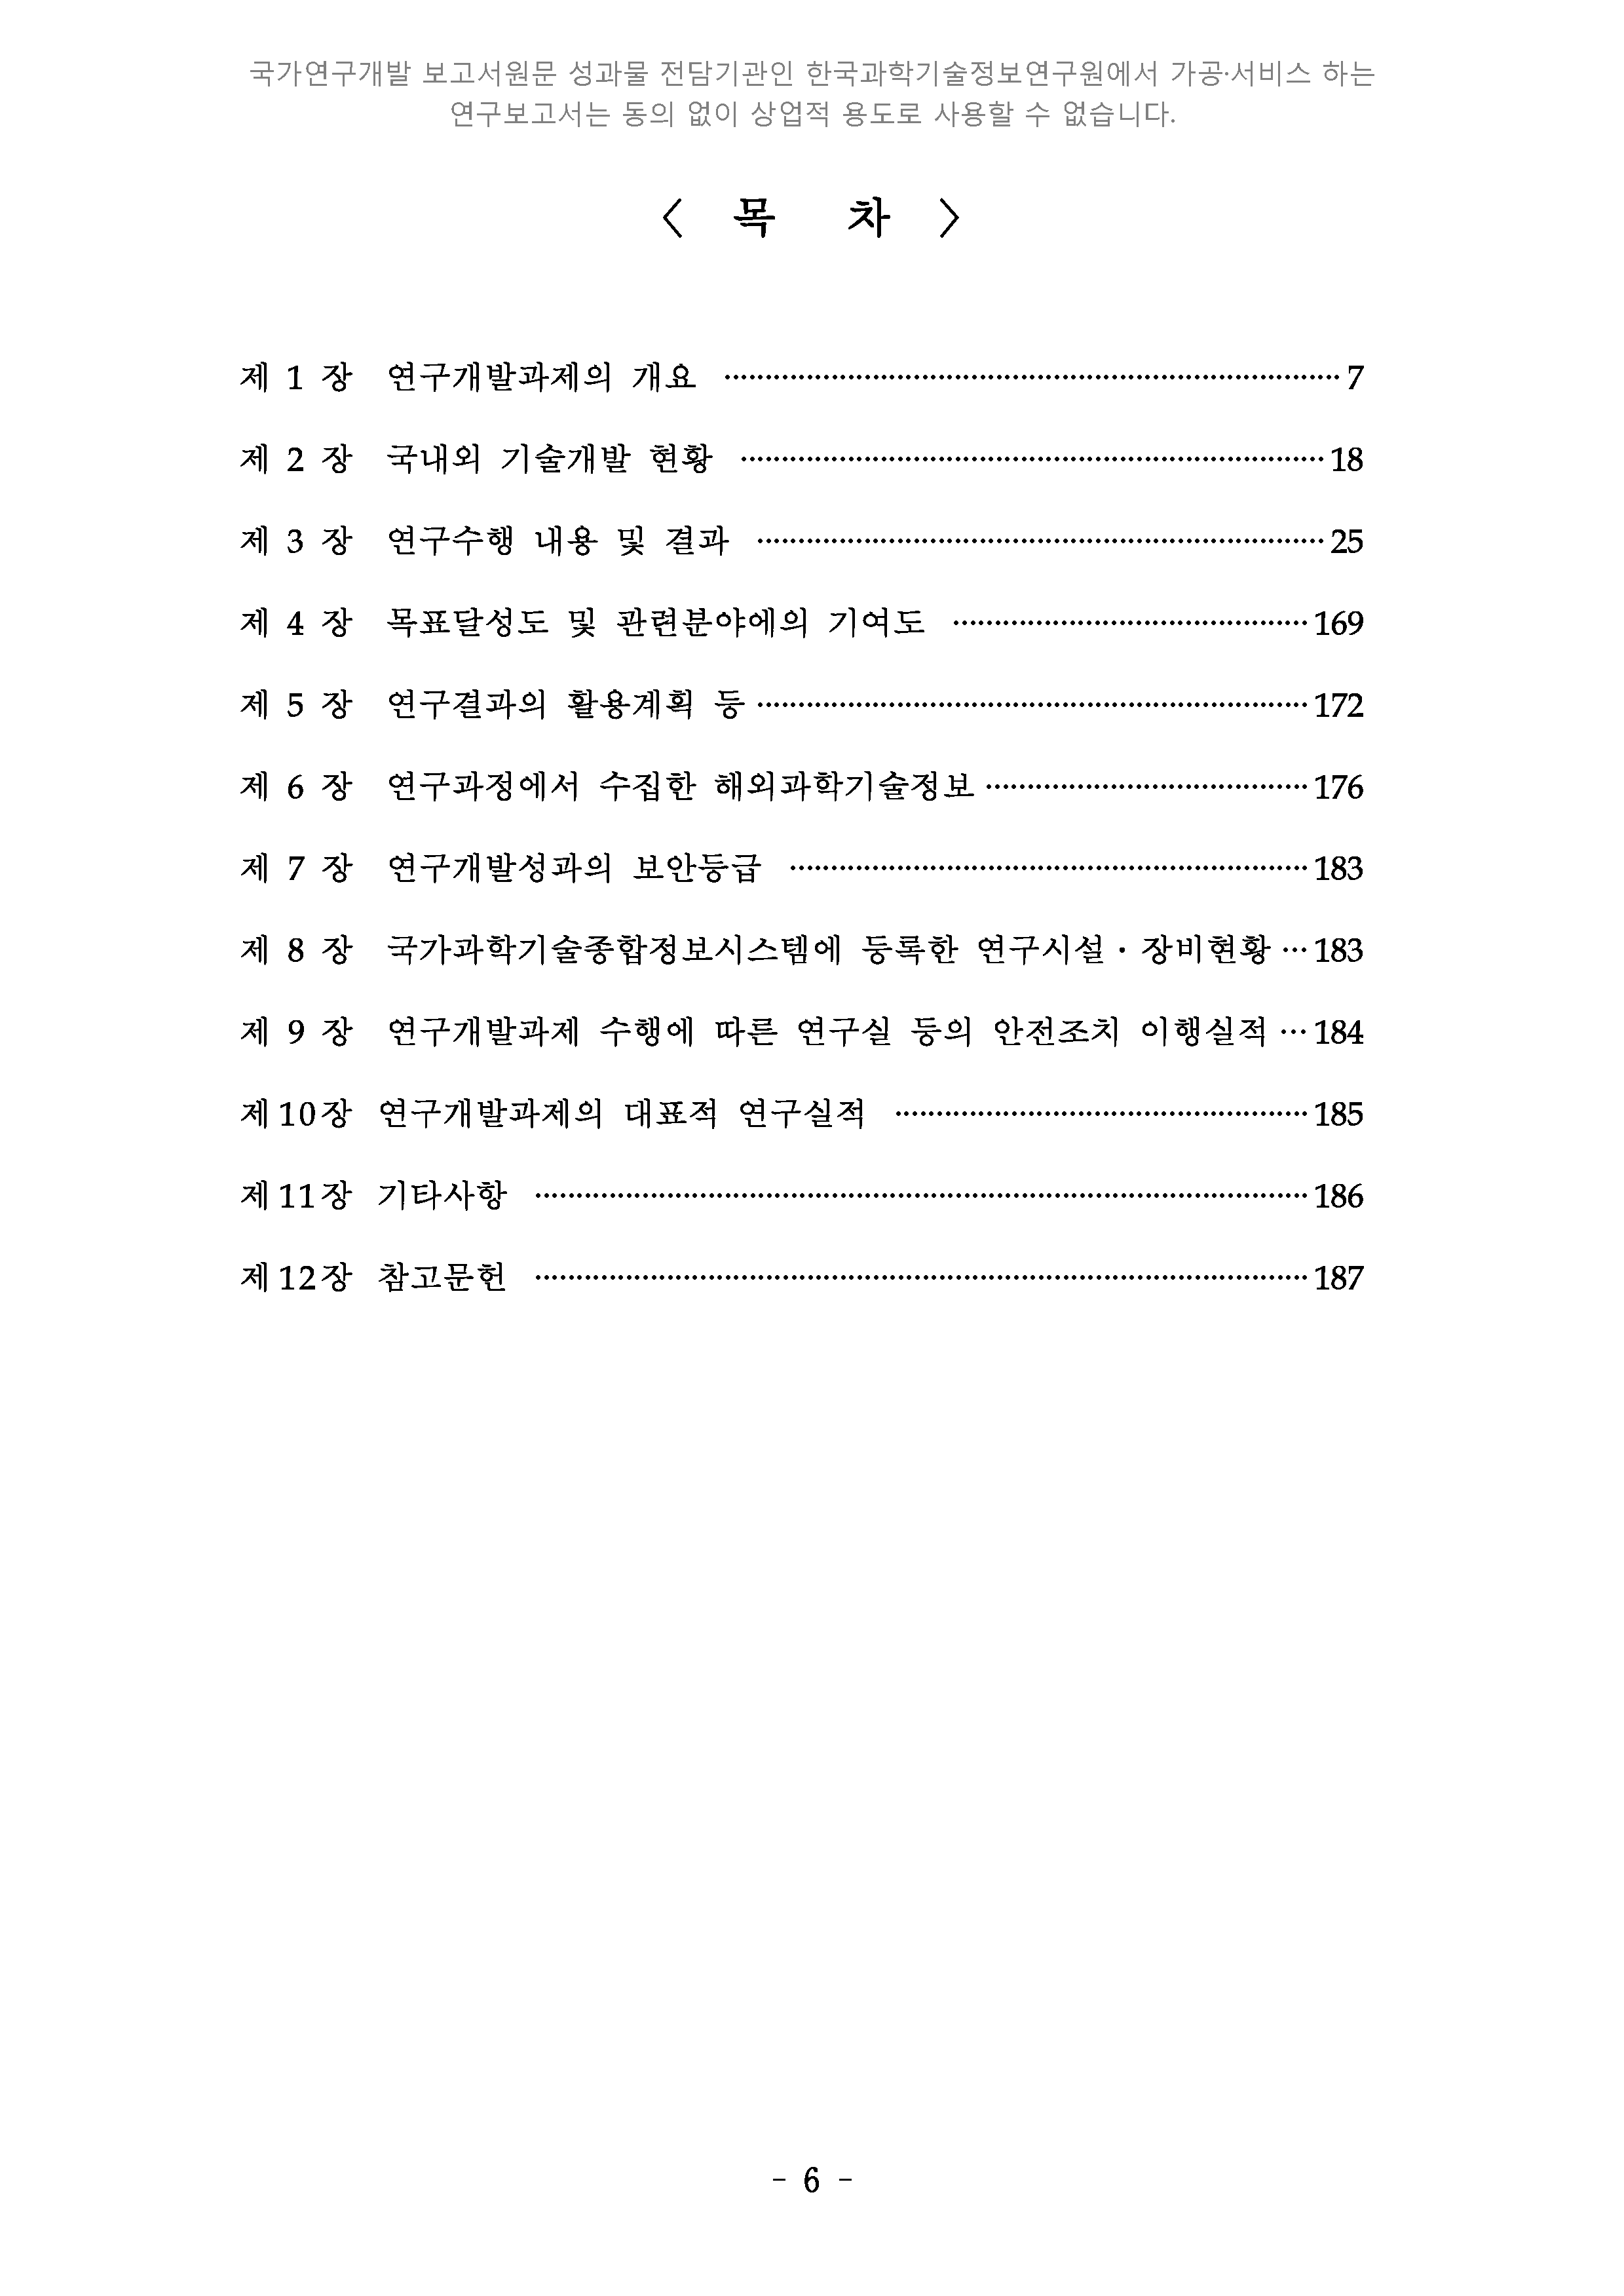 국가연구개발 보고서원문 성과물 전담기관인 한국과학기술정보연구원에서 가공·서비스 하는
연구보고서는 동의 없이 상업적 용도로 사용할 수 없습니다.
〈 목 차 〉
제 1 장 연구개발과제의 개요 ⋯⋯⋯⋯⋯⋯⋯⋯⋯⋯⋯⋯⋯⋯⋯⋯⋯⋯⋯⋯⋯ 7
제 2 장 국내외 기술개발 현황 ⋯⋯⋯⋯⋯⋯⋯⋯⋯⋯⋯⋯⋯⋯⋯⋯⋯⋯⋯⋯ 18
제 3 장 연구수행 내용 및 결과 ⋯⋯⋯⋯⋯⋯⋯⋯⋯⋯⋯⋯⋯⋯⋯⋯⋯⋯⋯ 25
제 4 장 목표달성도 및 관련분야에의 기여도 ⋯⋯⋯⋯⋯⋯⋯⋯⋯⋯⋯⋯ 169
제 5 장 연구결과의 활용계획 등 ⋯⋯⋯⋯⋯⋯⋯⋯⋯⋯⋯⋯⋯⋯⋯⋯⋯⋯ 172
제 6 장 연구과정에서 수집한 해외과학기술정보 ⋯⋯⋯⋯⋯⋯⋯⋯⋯⋯ 176
제 7 장 연구개발성과의 보안등급 ⋯⋯⋯⋯⋯⋯⋯⋯⋯⋯⋯⋯⋯⋯⋯⋯⋯ 183
제 8 장 국가과학기술종합정보시스템에 등록한 연구시설·장비현황 ⋯ 183
제 9 장 연구개발과제 수행에 따른 연구실 등의 안전조치 이행실적 ⋯ 184
제10장 연구개발과제의 대표적 연구실적 ⋯⋯⋯⋯⋯⋯⋯⋯⋯⋯⋯⋯⋯ 185
제11장 기타사항 ⋯⋯⋯⋯⋯⋯⋯⋯⋯⋯⋯⋯⋯⋯⋯⋯⋯⋯⋯⋯⋯⋯⋯⋯⋯ 186
제12장 참고문헌 ⋯⋯⋯⋯⋯⋯⋯⋯⋯⋯⋯⋯⋯⋯⋯⋯⋯⋯⋯⋯⋯⋯⋯⋯⋯ 187
- 6 -